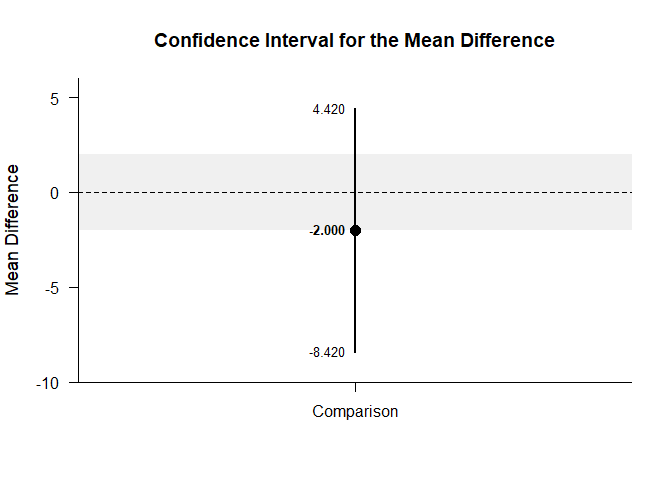 Confidence Interval for the Mean Difference
4.420
5
0
-2.000
-5
-8.420
-10
Mean Difference
Comparison